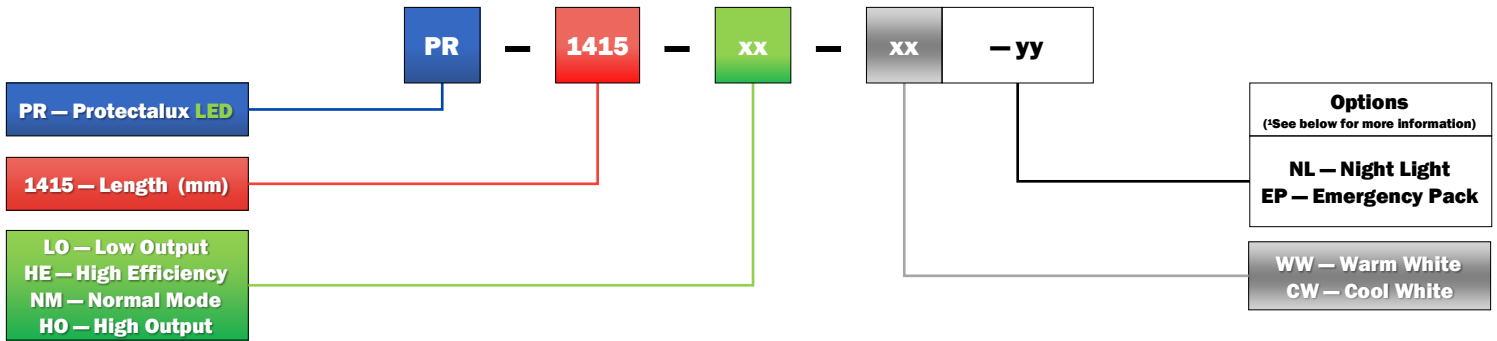 PR — 1415 — xx — xx — yy
PR — Protectalux LED
1415 — Length (mm)
LO — Low Output
HE — High Efficiency
NM — Normal Mode
HO — High Output
Options
(¹See below for more information)
NL — Night Light
EP — Emergency Pack
WW — Warm White
CW — Cool White